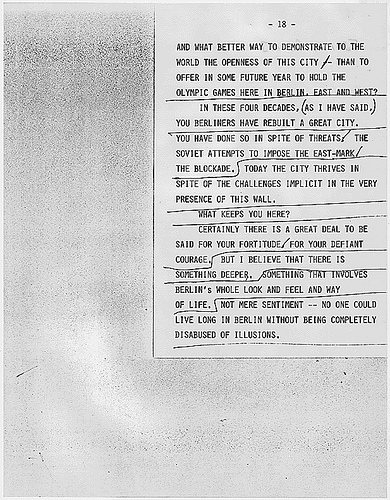 - 18 -
AND WHAT BETTER WAY TO DEMONSTRATE TO THE
WORLD THE OPENNESS OF THIS CITY -- THAN TO
OFFER IN SOME FUTURE YEAR TO HOLD THE
OLYMPIC GAMES HERE IN BERLIN, EAST AND WEST?
IN THESE FOUR DECADES, (AS I HAVE SAID,)
YOU BERLINERS HAVE REBUILT A GREAT CITY.
YOU HAVE DONE SO IN SPITE OF THREATS/ THE
SOVIET ATTEMPTS TO IMPOSE THE EAST-MARK/
THE BLOCKADE. TODAY THE CITY THRIVES IN
SPITE OF THE CHALLENGES IMPLICIT IN THE VERY
PRESENCE OF THIS WALL.
WHAT KEEPS YOU HERE?
CERTAINLY THERE IS A GREAT DEAL TO BE
SAID FOR YOUR FORTITUDE/ FOR YOUR DEFIANT
COURAGE. BUT I BELIEVE THAT THERE IS
SOMETHING DEEPER. SOMETHING THAT INVOLVES
BERLIN'S WHOLE LOOK AND FEEL AND WAY
OF LIFE. NOT MERE SENTIMENT -- NO ONE COULD
LIVE LONG IN BERLIN WITHOUT BEING COMPLETELY
DISABUSED OF ILLUSIONS.